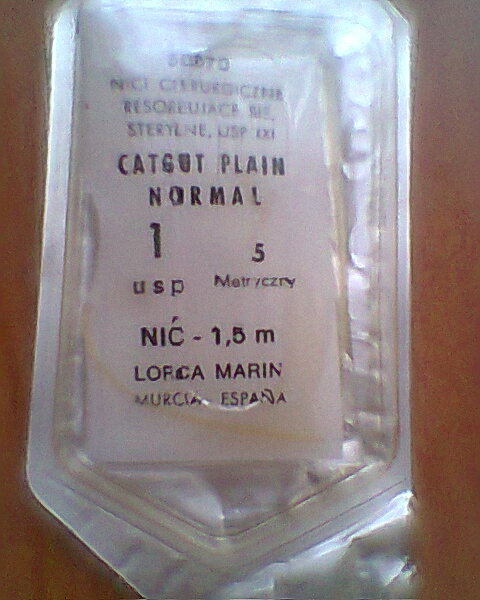 NICI CHIRURGICZNE
RESORBUJĄCE SIĘ,
STERYLNE, USP XXI
CATGUT PLAIN
NORMAL
1 5
usp Metryczny
NIĆ - 1,5 m
LORCA MARIN
MURCIA - ESPAÑA